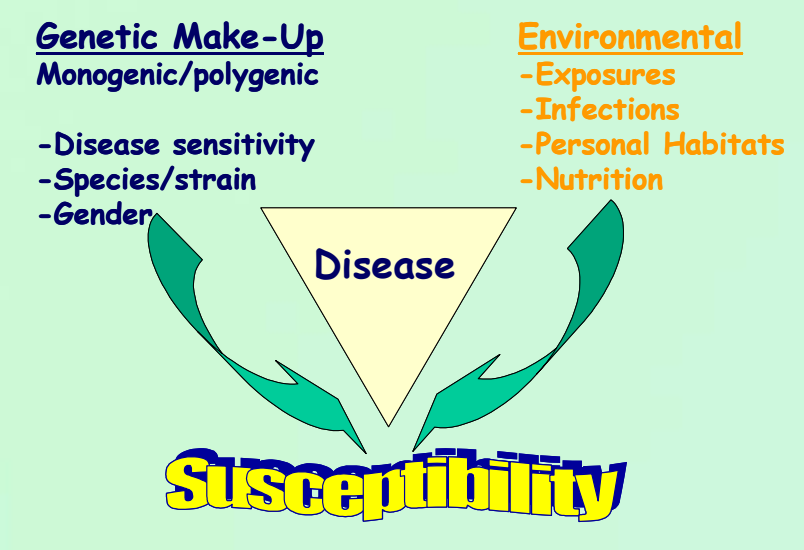 Genetic Make-Up
Monogenic/polygenic
-Disease sensitivity
-Species/strain
-Gender
Environmental
-Exposures
-Infections
-Personal Habitats
-Nutrition
Disease
Susceptibility